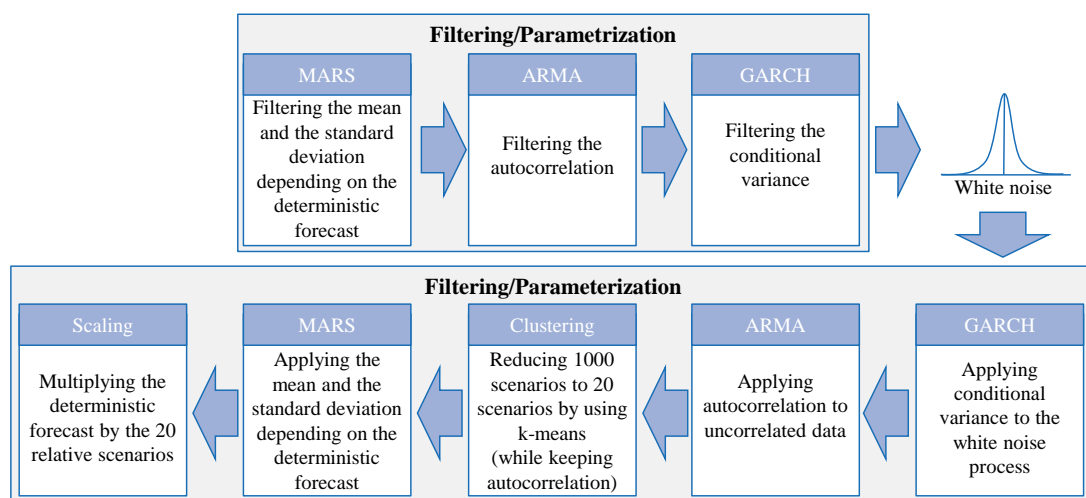 Filtering/Parametrization
MARS
Filtering the mean
and the standard
deviation
depending on the
deterministic
forecast
ARMA
Filtering the
autocorrelation
GARCH
Filtering the
conditional
variance
White noise
Filtering/Parameterization
Scaling
Multiplying the
deterministic
forecast by the 20
relative scenarios
MARS
Applying the
mean and the
standard deviation
depending on the
deterministic
forecast
Clustering
Reducing 1000
scenarios to 20
scenarios by using
k-means
(while keeping
autocorrelation)
ARMA
Applying
autocorrelation to
uncorrelated data
GARCH
Applying
conditional
variance to the
white noise
process